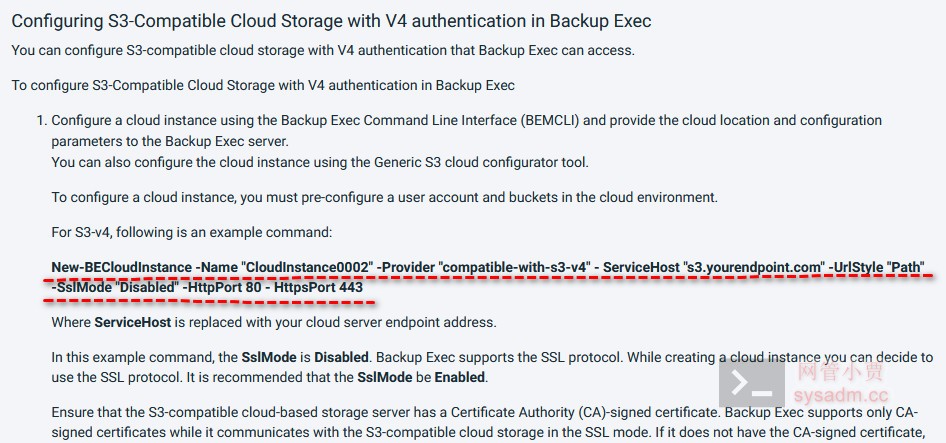 Configuring S3-Compatible Cloud Storage with V4 authentication in Backup Exec
You can configure S3-compatible cloud storage with V4 authentication that Backup Exec can access.
To configure S3-Compatible Cloud Storage with V4 authentication in Backup Exec
1. Configure a cloud instance using the Backup Exec Command Line Interface (BEMCLI) and provide the cloud location and configuration
parameters to the Backup Exec server.
You can also configure the cloud instance using the Generic S3 cloud configurator tool.
To configure a cloud instance, you must pre-configure a user account and buckets in the cloud environment.
For S3-v4, following is an example command:
New-BECloudInstance -Name "CloudInstance0002" -Provider "compatible-with-s3-v4" - ServiceHost "s3.yourendpoint.com" -UrlStyle "Path"
-SslMode "Disabled" -HttpPort 80 - HttpsPort 443
Where ServiceHost is replaced with your cloud server endpoint address.
In this example command, the SslMode is Disabled. Backup Exec supports the SSL protocol. While creating a cloud instance you can decide to
use the SSL protocol. It is recommended that the SslMode be Enabled.
Ensure that the S3-compatible cloud-based storage server has a Certificate Authority (CA)-signed certificate. Backup Exec supports only CA-
signed certificates while it communicates with the S3-compatible cloud storage in the SSL mode. If it does not have the CA-signed certificate,
网管小贾
sysadm.cc